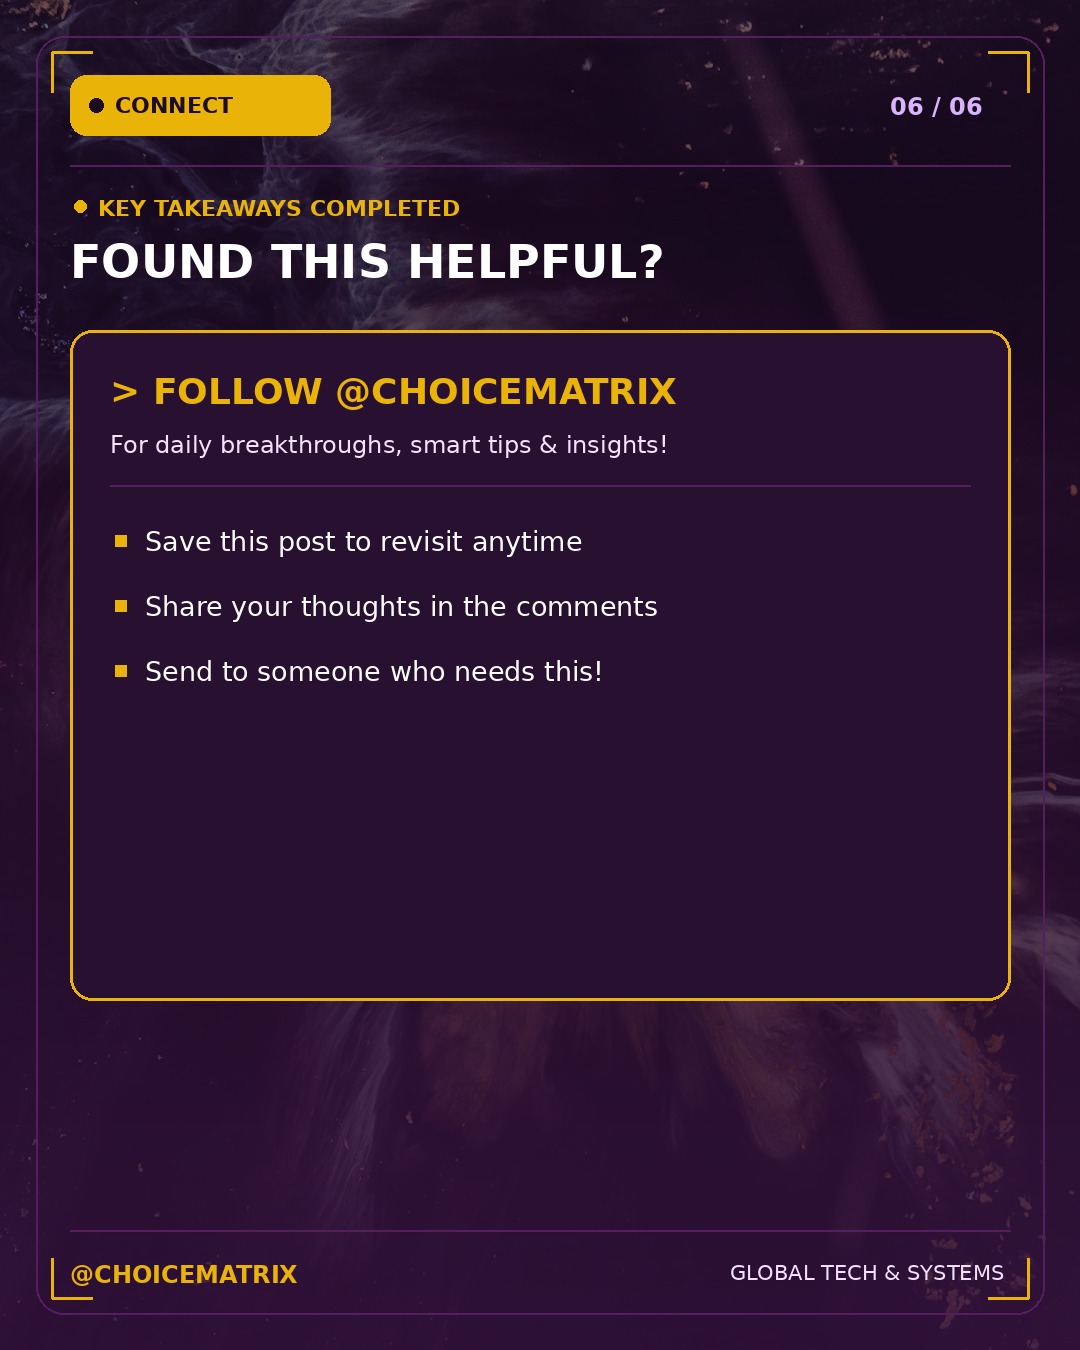 CONNECT
06 / 06
KEY TAKEAWAYS COMPLETED
FOUND THIS HELPFUL?
> FOLLOW @CHOICEMATRIX
For daily breakthroughs, smart tips & insights!
Save this post to revisit anytime
Share your thoughts in the comments
Send to someone who needs this!
@CHOICEMATRIX
GLOBAL TECH & SYSTEMS